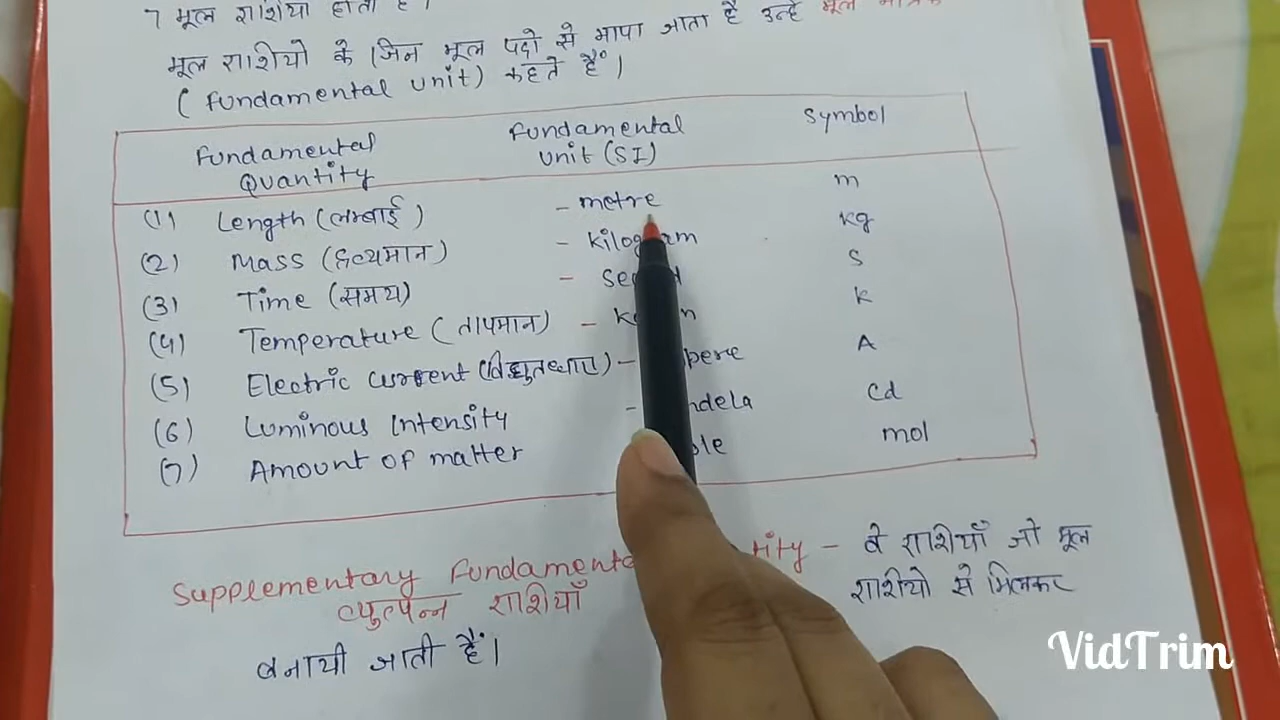 7 मूल राशियाँ होती हैं।
मूल राशियो के जिन मूल पदो से मापा जाता है उन्हे मूल मात्रक
(fundamental unit) कहते हैं।
Fundamental Quantity Fundamental Unit (SI) Symbol
(1) Length (लम्बाई) - metre m
(2) Mass (द्रव्यमान) - kilogram kg
(3) Time (समय) - s
(4) Temperature (तापमान) - K
(5) Electric Current (विद्युतधारा) - A
(6) Luminous Intensity - Cd
(7) Amount of matter mol
Supplementary - वे राशियाँ जो मूल
व्युत्पन्न राशियाँ राशियो से मिलकर
बनायी जाती हैं।
VidTrim